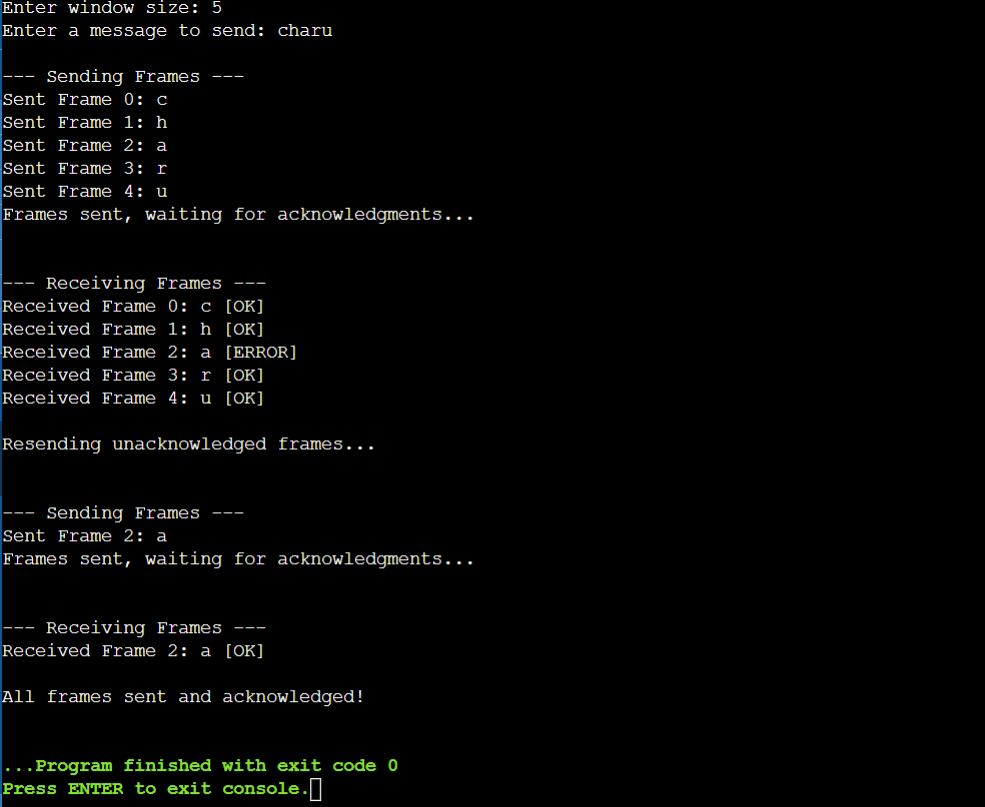 Enter window size: 5
Enter a message to send: charu
--- Sending Frames ---
Sent Frame 0: c
Sent Frame 1: h
Sent Frame 2: a
Sent Frame 3: r
Sent Frame 4: u
Frames sent, waiting for acknowledgments...
--- Receiving Frames ---
Received Frame 0: c [OK]
Received Frame 1: h [OK]
Received Frame 2: a [ERROR]
Received Frame 3: r [OK]
Received Frame 4: u [OK]
Resending unacknowledged frames...
--- Sending Frames ---
Sent Frame 2: a
Frames sent, waiting for acknowledgments...
--- Receiving Frames ---
Received Frame 2: a [OK]
All frames sent and acknowledged!
...Program finished with exit code 0
Press ENTER to exit console.